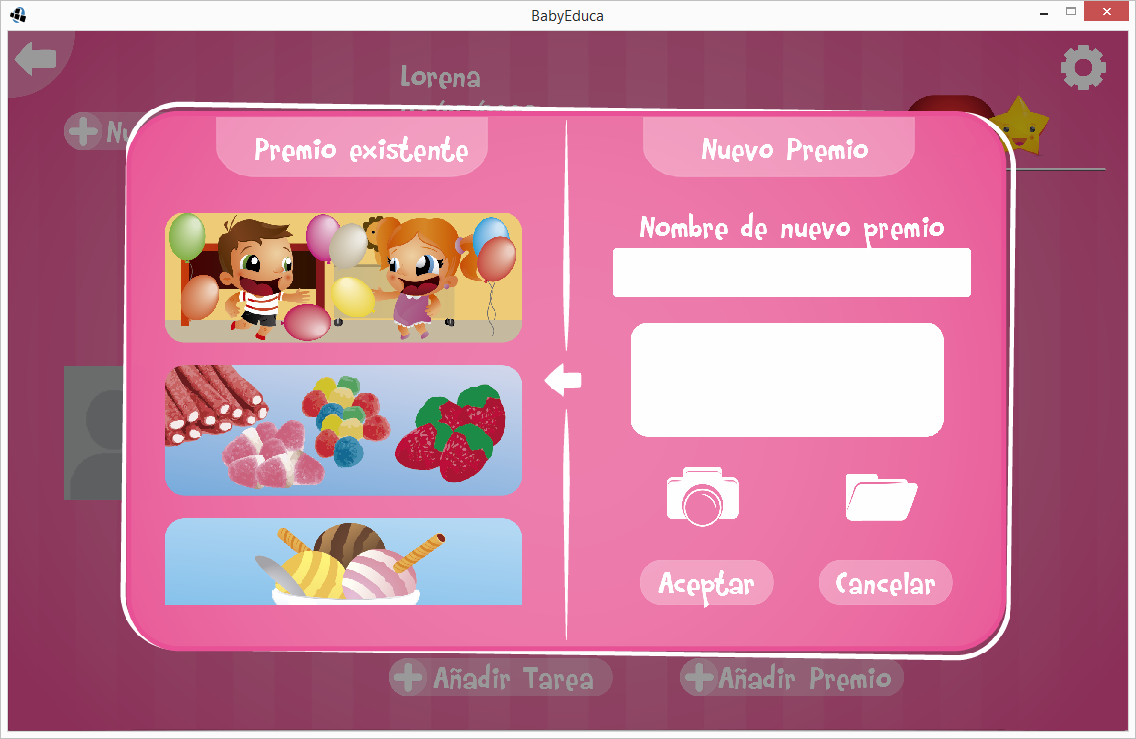 BabyEduca
Lorena
Premio existente
Nuevo Premio
Nombre de nuevo premio
Aceptar
Cancelar
Añadir Tarea
Añadir Premio